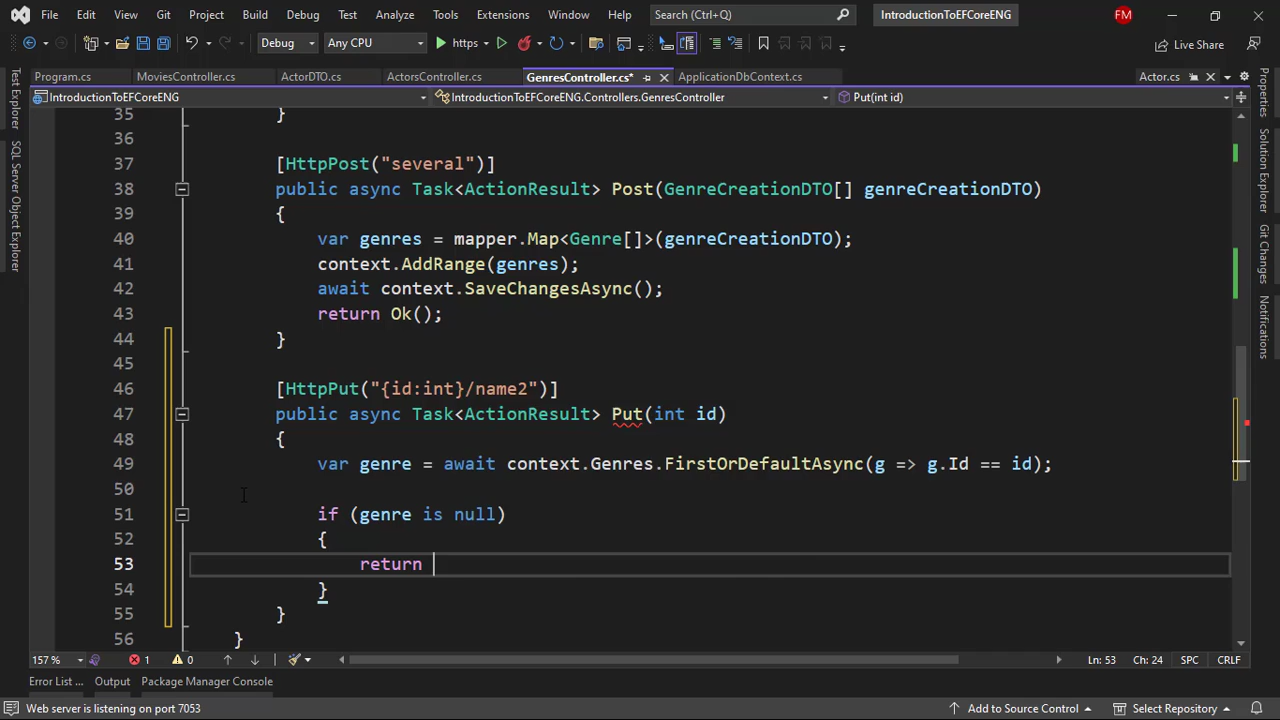 File Edit View Git Project Build Debug Test Analyze Tools Extensions Window Help Search (Ctrl+Q) IntroductionToEFCoreENG FM
Debug Any CPU https Live Share
Program.cs MoviesController.cs ActorDTO.cs ActorsController.cs GenresController.cs* ApplicationDbContext.cs Actor.cs
IntroductionToEFCoreENG IntroductionToEFCoreENG.Controllers.GenresController Put(int id)
Test Explorer
SQL Server Object Explorer
Properties
Solution Explorer
Git Changes
35 }
36
37 [HttpPost("several")]
38 public async Task<ActionResult> Post(GenreCreationDTO[] genreCreationDTO)
39 {
40 var genres = mapper.Map<Genre[]>(genreCreationDTO);
41 context.AddRange(genres);
42 await context.SaveChangesAsync();
43 return Ok();
44 }
45
46 [HttpPut("{id:int}/name2")]
47 public async Task<ActionResult> Put(int id)
48 {
49 var genre = await context.Genres.FirstOrDefaultAsync(g => g.Id == id);
50
51 if (genre is null)
52 {
53 return
54 }
55 }
56 }
157 % 1 0 Ln: 53 Ch: 24 SPC CRLF
Error List ... Output Package Manager Console
Web server is listening on port 7053 Add to Source Control Select Repository